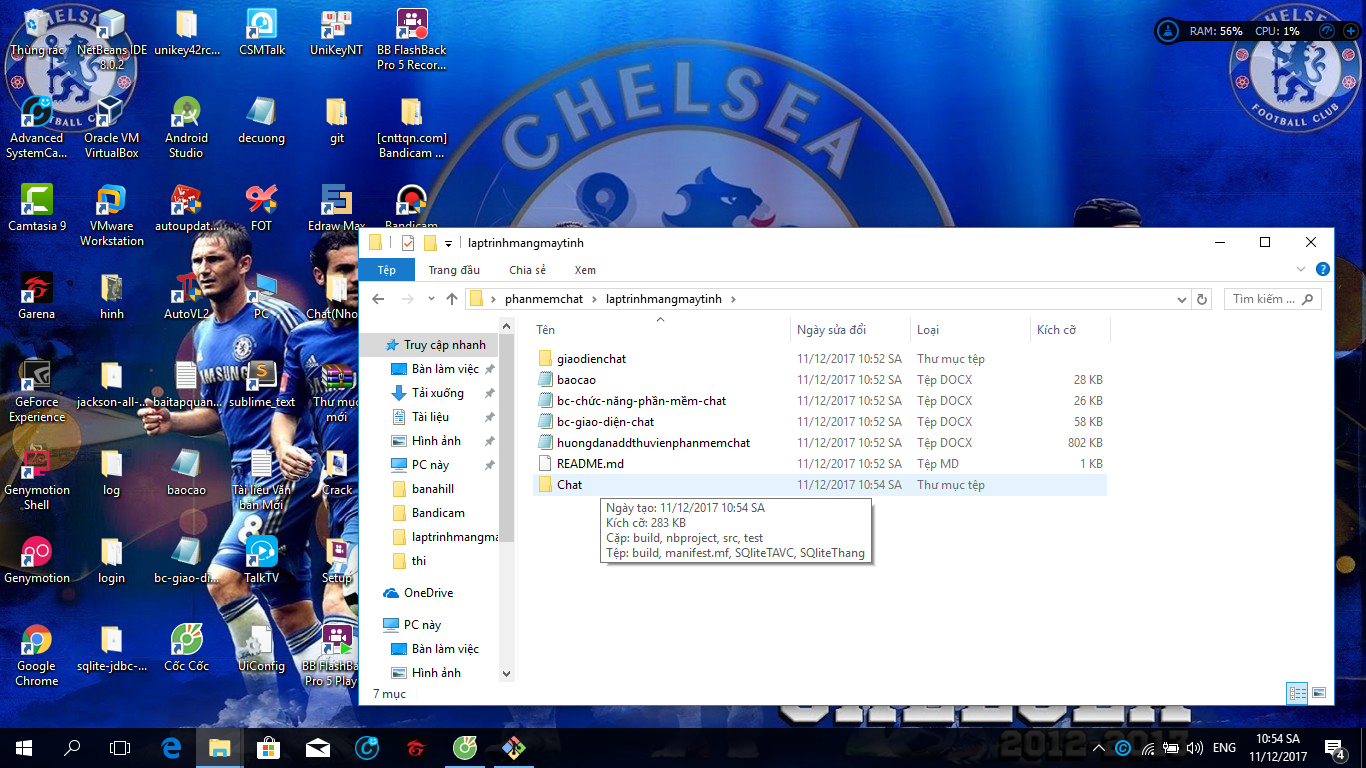 Thùng rác
NetBeans IDE 8.0.2
unikey42rc...
CSMTalk
UniKeyNT
BB FlashBack Pro 5 Recor...
CHELSEA
CHELSEA
FOOTBALL CLUB
RAM: 56% CPU: 1%
Advanced SystemCa...
Oracle VM VirtualBox
Android Studio
decuong
git
[cnttqn.com] Bandicam ...
Camtasia 9
VMware Workstation
autoupdat...
FOT
Edraw Max
Bandicam
Garena
hinh
AutoVL2
PC
Chat(Nho
GeForce Experience
jackson-all-...
baitapquan...
sublime_text
Thư mục mới
SAMSUNG
Genymotion Shell
log
baocao
Tài liệu Văn bản Mới
Crack
Genymotion
login
bc-giao-di...
TalkTV
Setup
Google Chrome
sqlite-jdbc-...
Cốc Cốc
UiConfig
BB FlashBa
Pro 5 Play
laptrinhmangmaytinh
Tệp
Trang đầu
Chia sẻ
Xem
phanmemchat
laptrinhmangmaytinh
Tìm kiếm ...
Truy cập nhanh
Bàn làm việc
Tải xuống
Tài liệu
Hình ảnh
PC này
banahill
Bandicam
laptrinhmangma
thi
OneDrive
PC này
Bàn làm việc
Hình ảnh
Tên Ngày sửa đổi Loại Kích cỡ
giaodienchat 11/12/2017 10:52 SA Thư mục tệp
baocao 11/12/2017 10:52 SA Tệp DOCX 28 KB
bc-chức-năng-phần-mềm-chat 11/12/2017 10:52 SA Tệp DOCX 26 KB
bc-giao-diện-chat 11/12/2017 10:52 SA Tệp DOCX 58 KB
huongdanaddthuvienphanmemchat 11/12/2017 10:52 SA Tệp DOCX 802 KB
README.md 11/12/2017 10:52 SA Tệp MD 1 KB
Chat 11/12/2017 10:54 SA Thư mục tệp
Ngày tạo: 11/12/2017 10:54 SA
Kích cỡ: 283 KB
Cặp: build, nbproject, src, test
Tệp: build, manifest.mf, SQliteTAVC, SQliteThang
7 mục
2012-2017
ENG
10:54 SA
11/12/2017
4